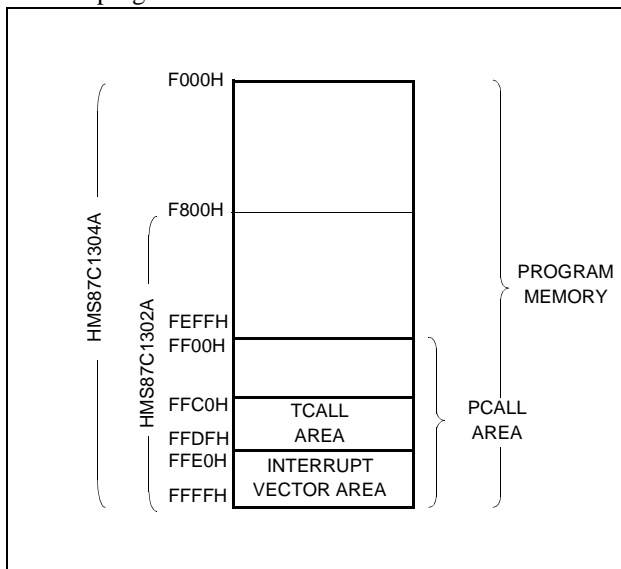 F000H
F800H
HMS87C1304A
HMS87C1302A
PROGRAM
MEMORY
FEFFH
FF00H
FFC0H
TCALL
AREA
PCALL
AREA
FFDFH
FFE0H
INTERRUPT
VECTOR AREA
FFFFH